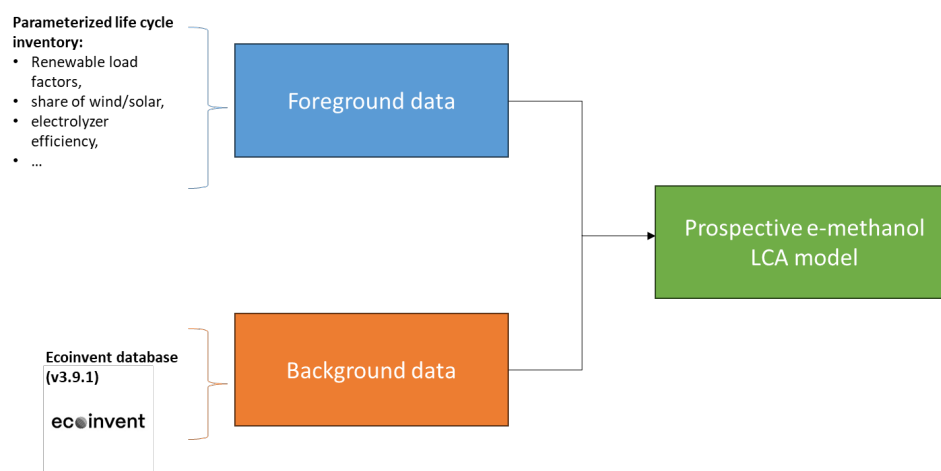 Parameterized life cycle
inventory:
• Renewable load
factors,
• share of wind/solar,
• electrolyzer
efficiency,
• ...
Foreground data
Prospective e-methanol
LCA model
Ecoinvent database
(v3.9.1)
ecoinvent
Background data